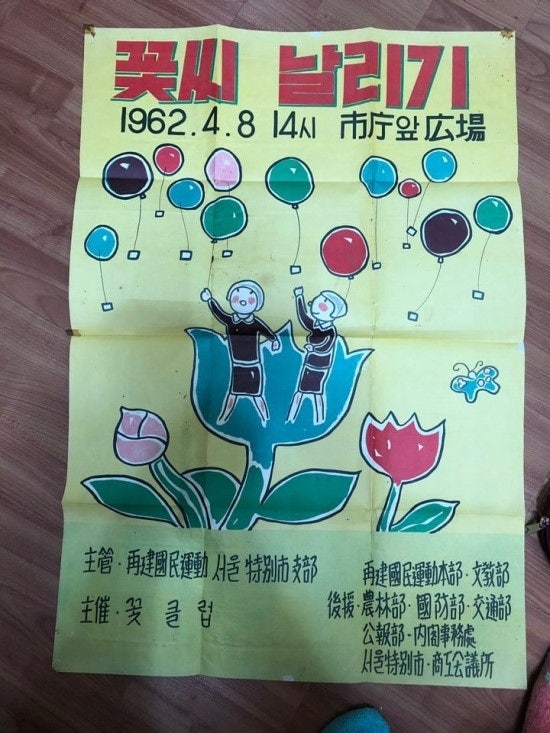 꽃씨 날리기
1962.4.8 14시 市庁앞広場
主管·再建國民運動 서울特別市支部
主催·꽃클럽
再建國民運動本部·文敎部
後援·農林部·國防部·交通部
公報部·内閣事務處
서울特別市·商工会議所